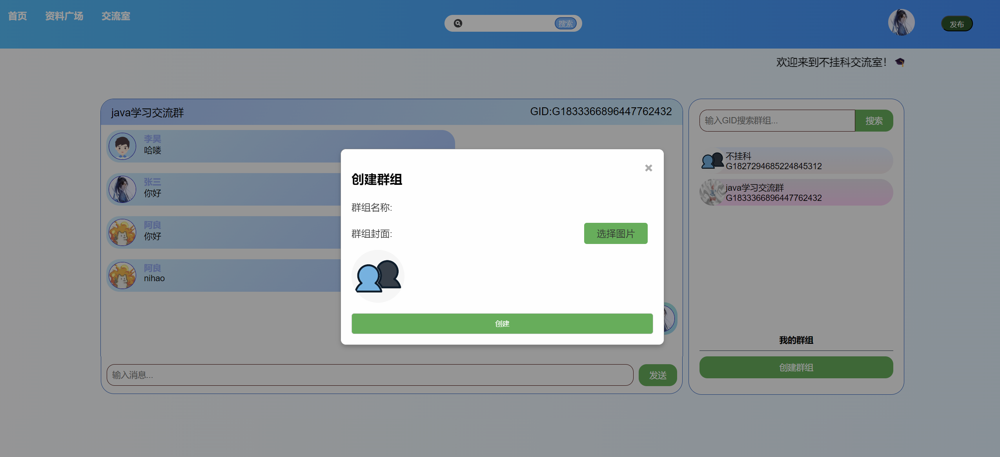 首页 资料广场 交流室
搜索
发布
欢迎来到不挂科交流室！🎓
java学习交流群 GID:G1833366896447762432
李昊
哈喽
张三
你好
阿良
你好
阿良
nihao
输入消息... 发送
输入GID搜索群组... 搜索
不挂科
G1827294685224845312
java学习交流群
G1833366896447762432
我的群组
创建群组
×
创建群组
群组名称:
群组封面: 选择图片
创建